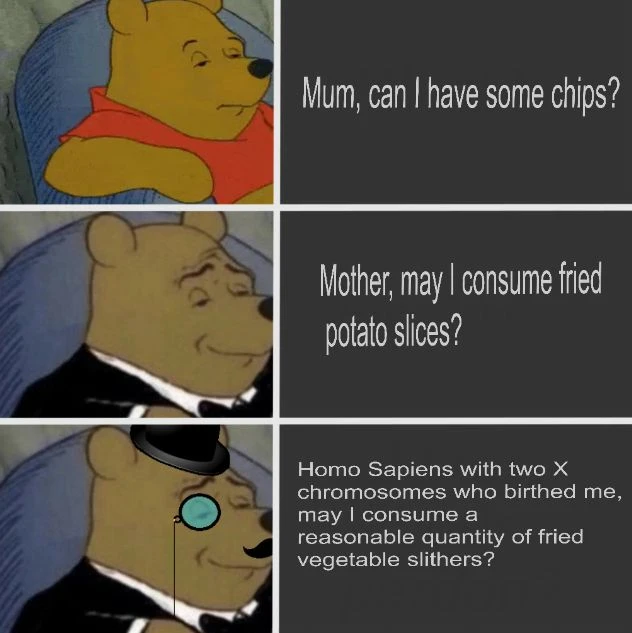 Mum, can I have some chips?
Mother, may I consume fried
potato slices?
Homo Sapiens with two X
chromosomes who birthed me,
may I consume a
reasonable quantity of fried
vegetable slithers?